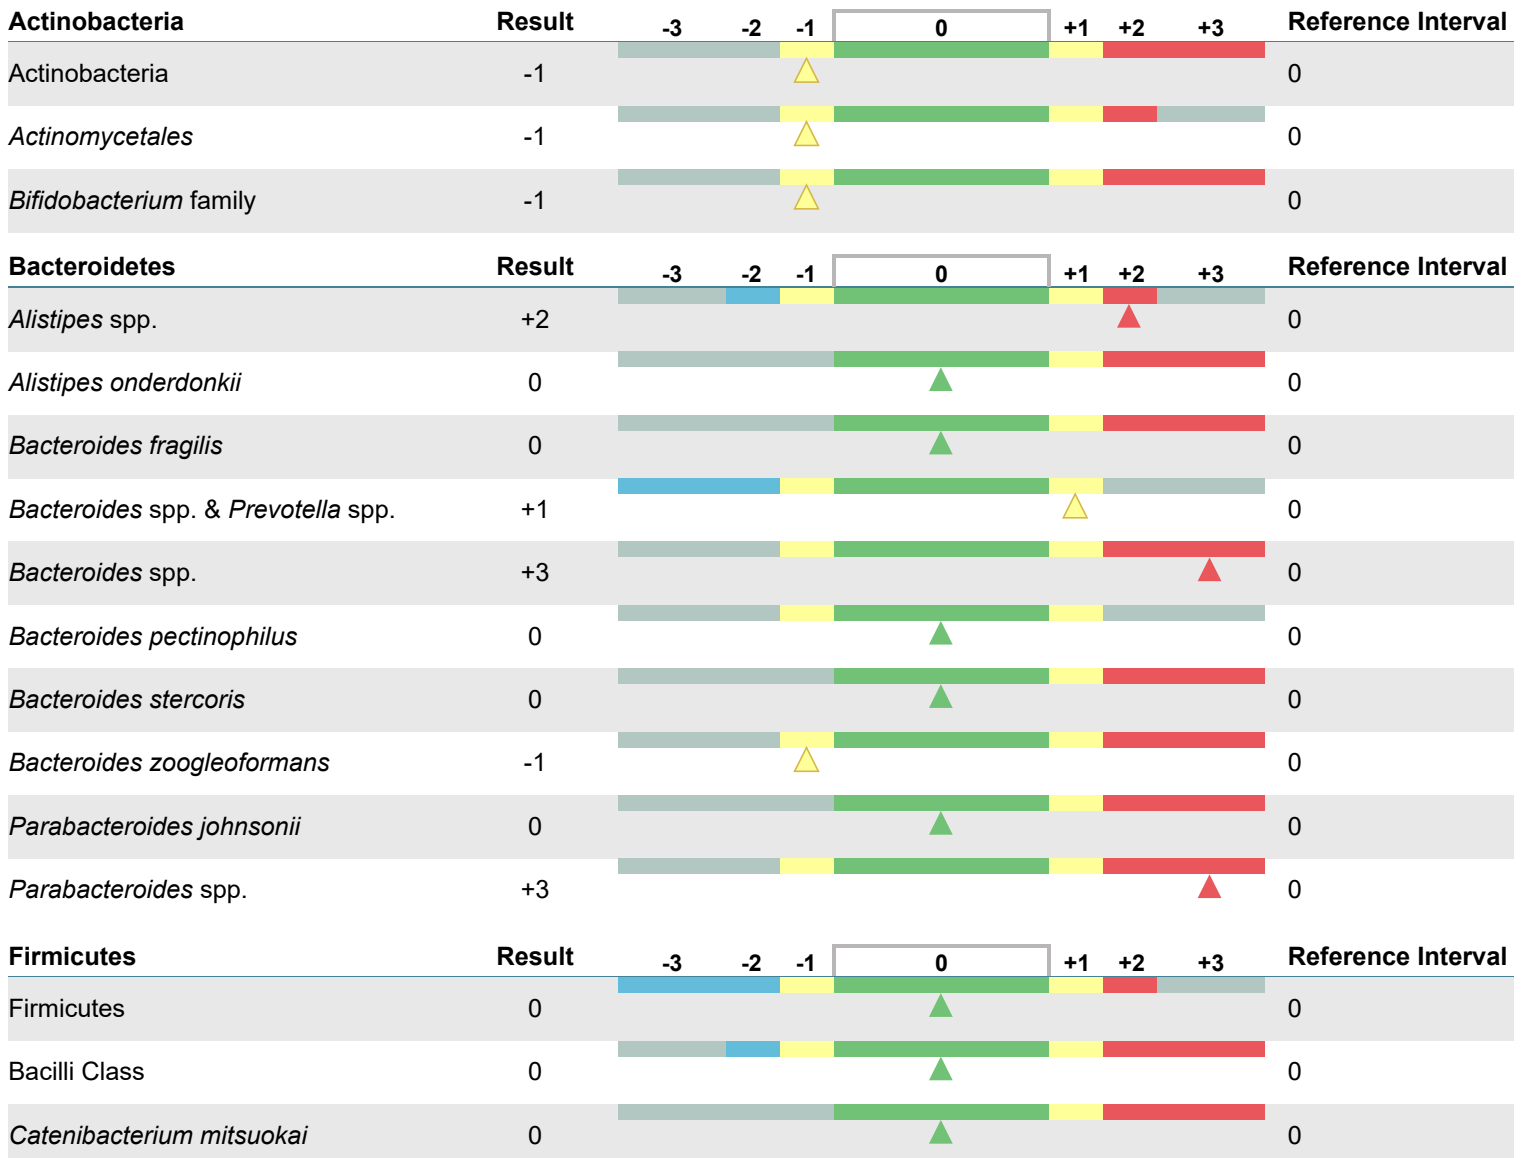 Actinobacteria Result -3 -2 -1 0 +1 +2 +3 Reference Interval
Actinobacteria -1 0
Actinomycetales -1 0
Bifidobacterium family -1 0
Bacteroidetes Result -3 -2 -1 0 +1 +2 +3 Reference Interval
Alistipes spp. +2 0
Alistipes onderdonkii 0 0
Bacteroides fragilis 0 0
Bacteroides spp. & Prevotella spp. +1 0
Bacteroides spp. +3 0
Bacteroides pectinophilus 0 0
Bacteroides stercoris 0 0
Bacteroides zoogleoformans -1 0
Parabacteroides johnsonii 0 0
Parabacteroides spp. +3 0
Firmicutes Result -3 -2 -1 0 +1 +2 +3 Reference Interval
Firmicutes 0 0
Bacilli Class 0 0
Catenibacterium mitsuokai 0 0